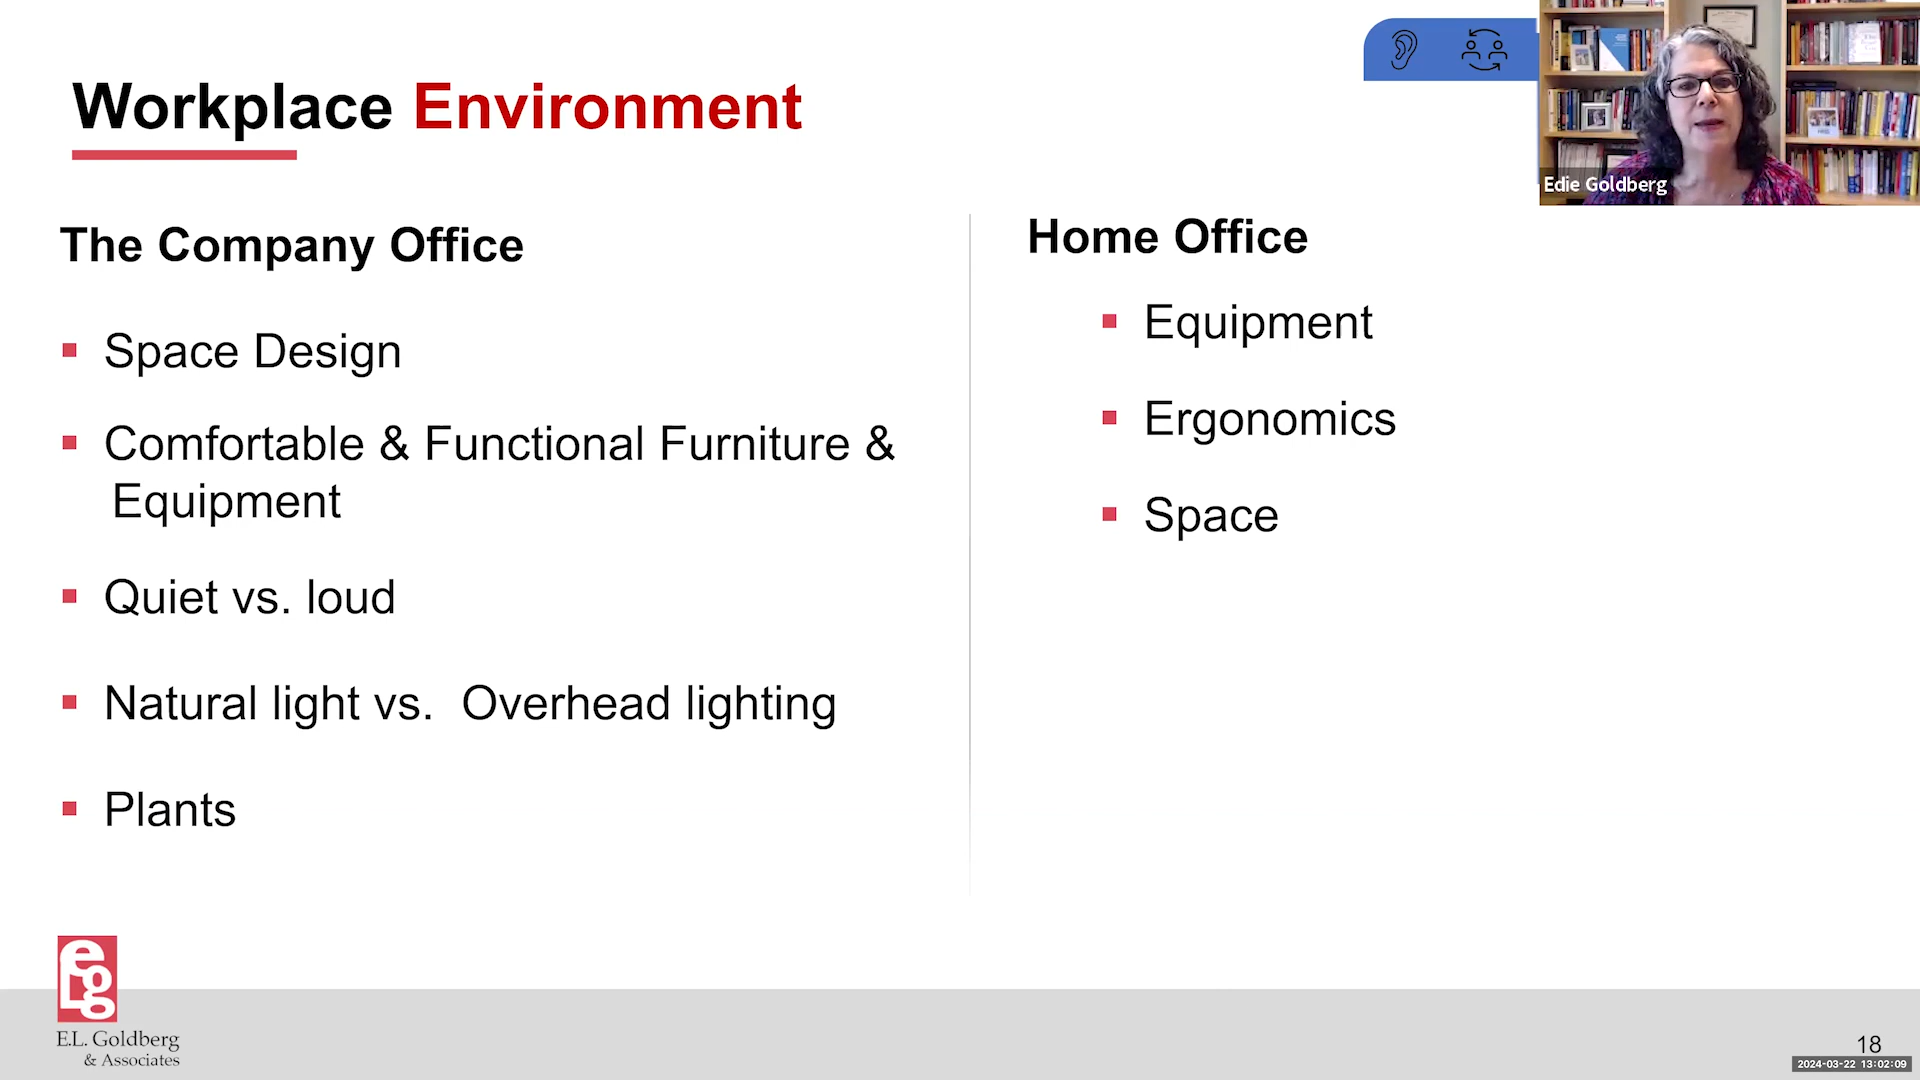 Workplace Environment
Edie Goldberg
The Company Office
▪ Space Design
▪ Comfortable & Functional Furniture &
Equipment
▪ Quiet vs. loud
▪ Natural light vs.  Overhead lighting
▪ Plants
Home Office
▪ Equipment
▪ Ergonomics
▪ Space
eLgg
E.L. Goldberg
& Associates
18
2024-03-22 13:02:09